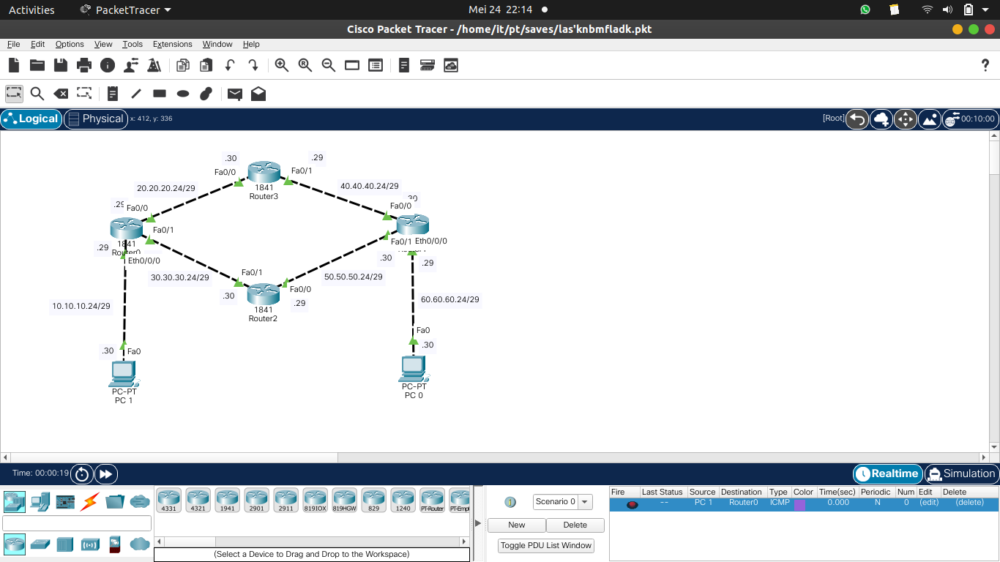 Activities PacketTracer Mei 24 22:14
Cisco Packet Tracer - /home/it/pt/saves/las'knbmfladk.pkt
File Edit Options View Tools Extensions Window Help
?
Logical Physical x: 412, y: 336 [Root] 00:10:00
.30
.29
Fa0/0
Fa0/1
1841
Router3
20.20.20.24/29
40.40.40.24/29
.29
Fa0/0
.30
Fa0/0
Fa0/1
1841
Router0
.29
Eth0/0/0
Fa0/1
Eth0/0/0
.30
.29
30.30.30.24/29
50.50.50.24/29
Fa0/1
Fa0/0
.30
.29
1841
Router2
10.10.10.24/29
60.60.60.24/29
.30
Fa0
PC-PT
PC 1
Fa0
.30
PC-PT
PC 0
Time: 00:00:19 Realtime Simulation
4331 4321 1941 2901 2911 819IOX 819HGW 829 1240 PT-Router PT-Empt
(Select a Device to Drag and Drop to the Workspace)
Scenario 0
New Delete
Toggle PDU List Window
Fire Last Status Source Destination Type Color Time(sec) Periodic Num Edit Delete
-- PC 1 Router0 ICMP 0.000 N 0 (edit) (delete)